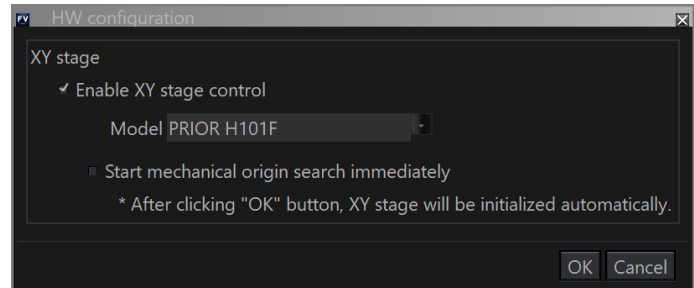 FV HW configuration
XY stage
Enable XY stage control
Model PRIOR H101F
Start mechanical origin search immediately
* After clicking "OK" button, XY stage will be initialized automatically.
OK Cancel